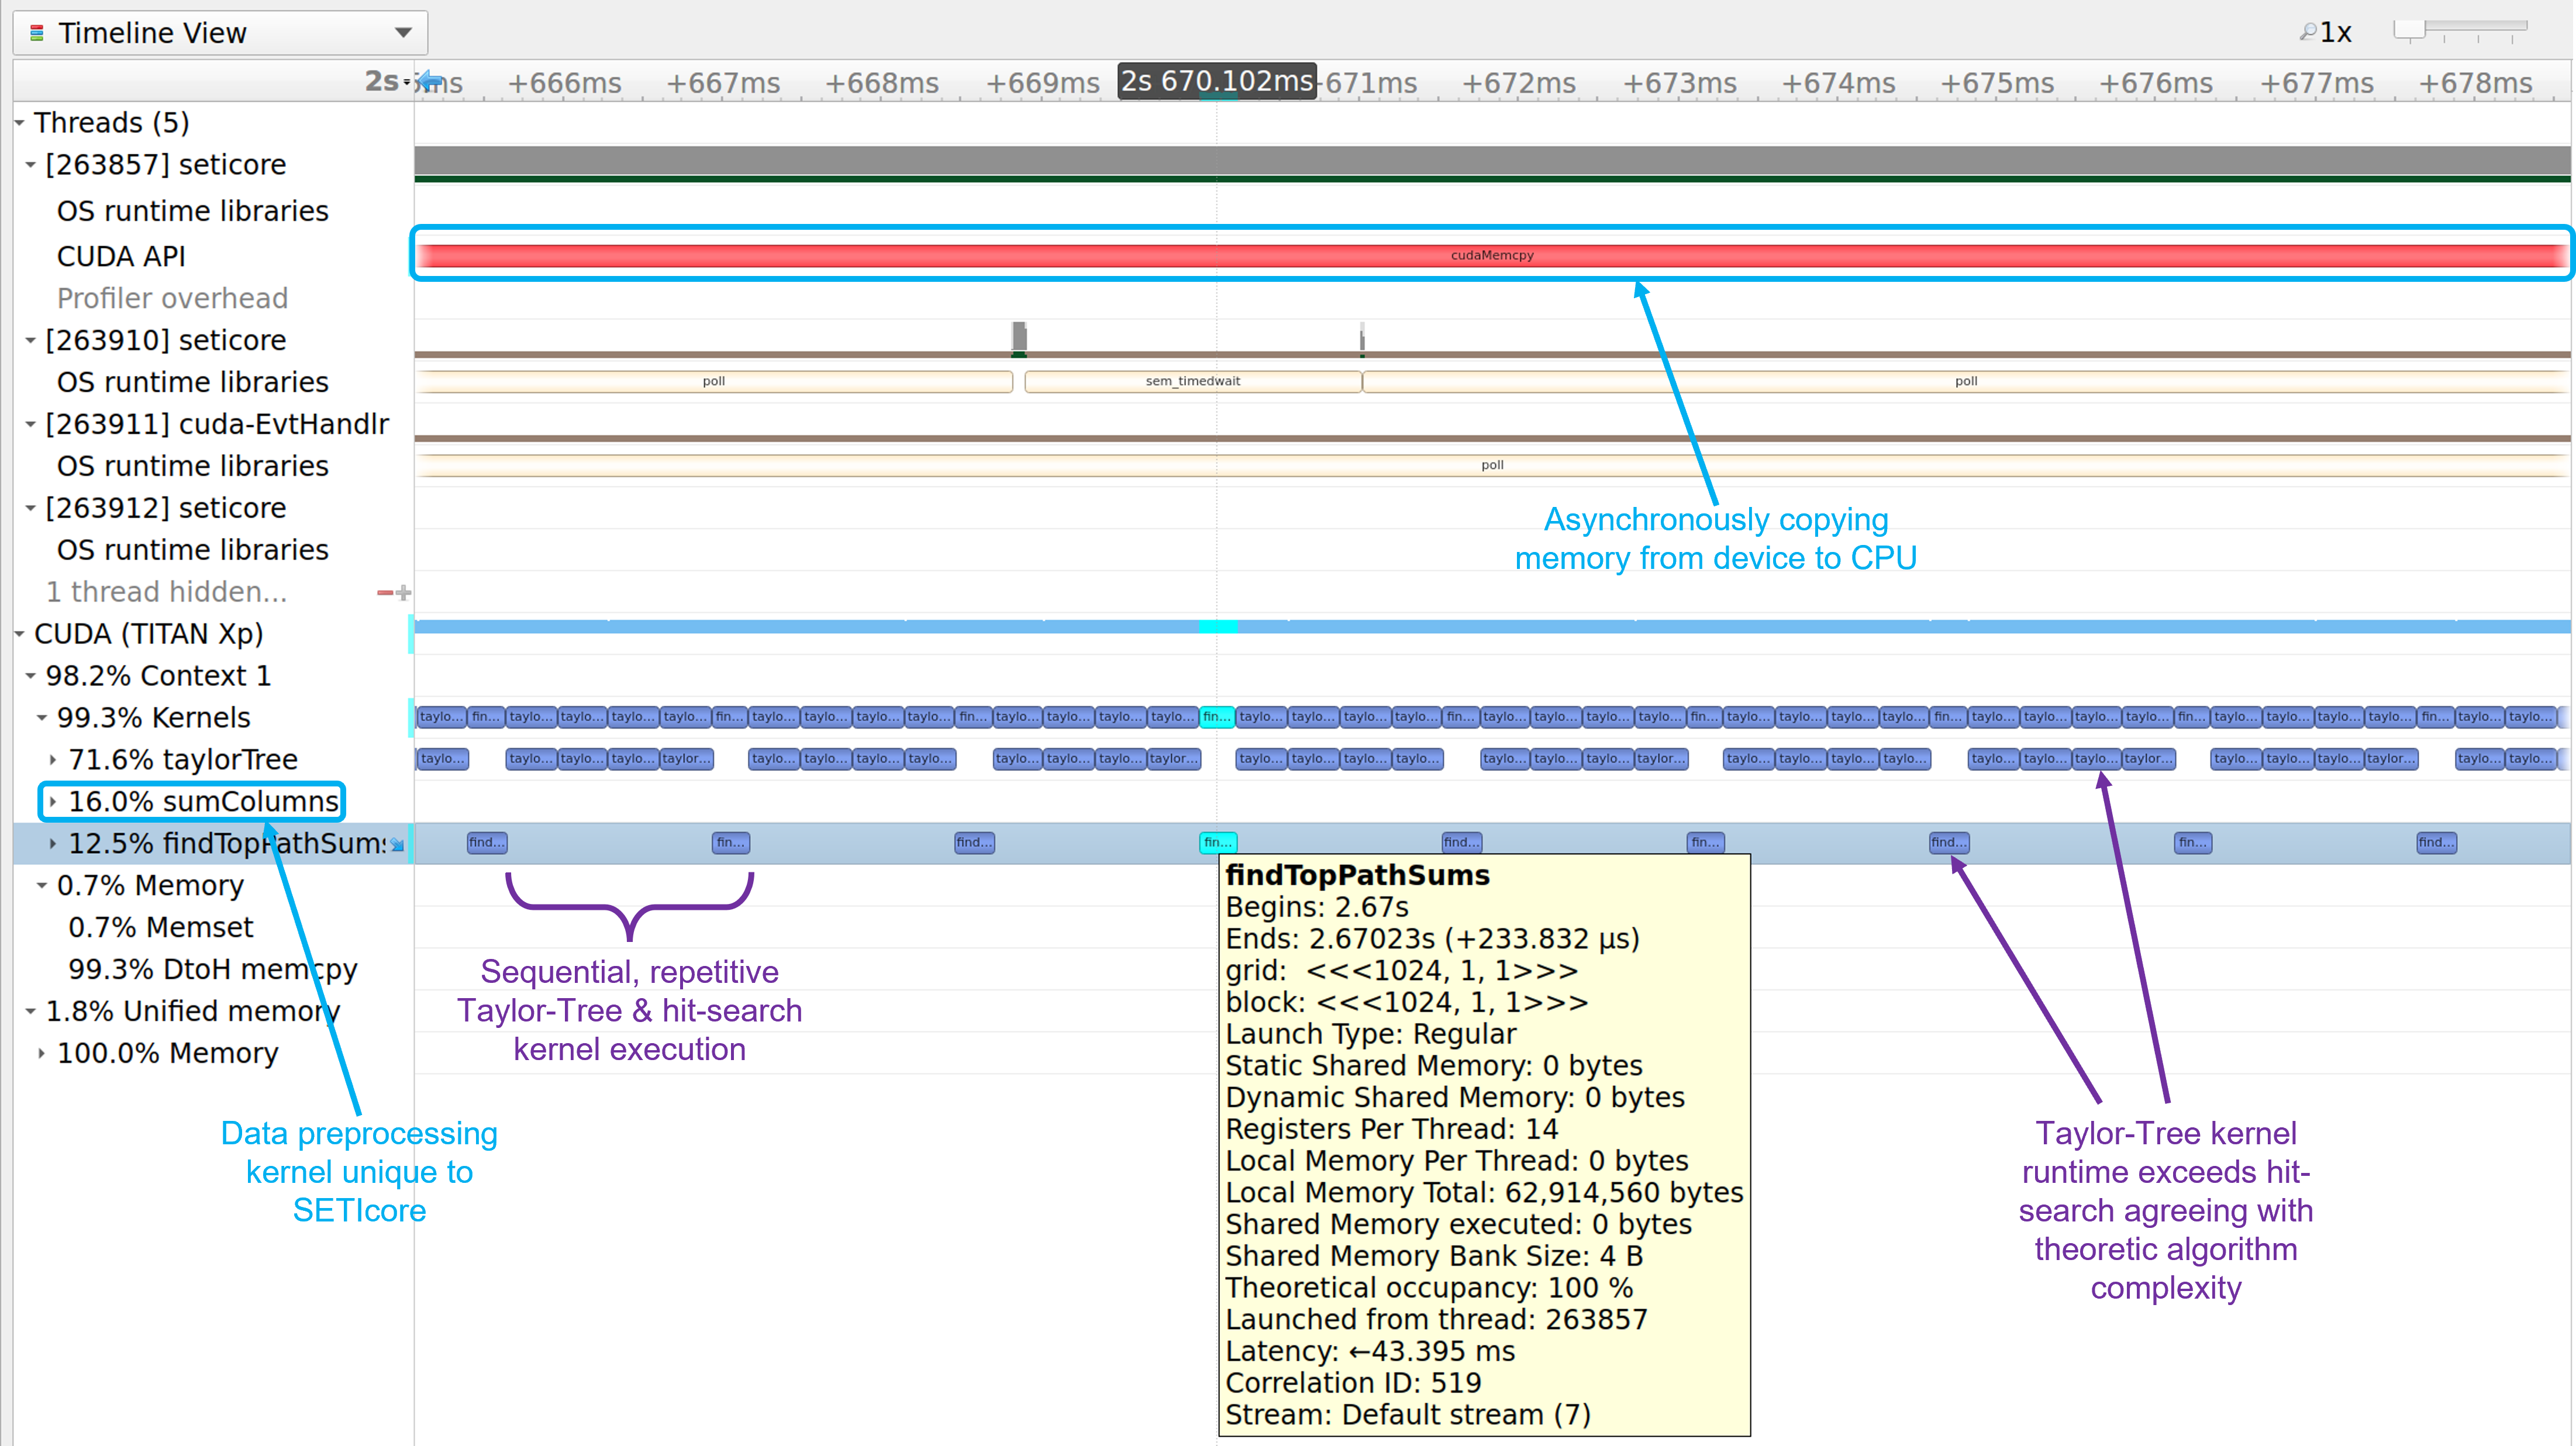 Timeline View
1x
2s
ms +666ms +667ms +668ms +669ms 2s 670.102ms +671ms +672ms +673ms +674ms +675ms +676ms +677ms +678ms
Threads (5)
[263857] seticore
OS runtime libraries
CUDA API
cudaMemcpy
Profiler overhead
[263910] seticore
OS runtime libraries
poll sem_timedwait poll
[263911] cuda-EvtHandlr
OS runtime libraries
poll
[263912] seticore
Asynchronously copying
memory from device to CPU
OS runtime libraries
1 thread hidden...
CUDA (TITAN Xp)
98.2% Context 1
99.3% Kernels
taylo... fin... taylo... taylo... taylo... taylo... fin... taylo... taylo... taylo... taylo... fin... taylo... taylo... taylo... taylo... fin... taylo... taylo... taylo... taylo... fin... taylo... taylo... taylo... taylo... fin... taylo... taylo... taylo... taylo... fin... taylo... taylo... taylo... taylo... fin... taylo... taylo... taylo... taylo... fin... taylo... taylo...
71.6% taylorTree
taylo... taylo... taylo... taylo... taylor... taylo... taylo... taylo... taylo... taylo... taylo... taylo... taylor... taylo... taylo... taylo... taylo... taylo... taylo... taylo... taylor... taylo... taylo... taylo... taylo... taylo... taylo... taylo... taylor... taylo... taylo... taylo... taylor... taylo... taylo...
16.0% sumColumns
12.5% findTopPathSums
find... fin... find... fin... find... fin... find... fin... find...
0.7% Memory
0.7% Memset
99.3% DtoH memcpy
1.8% Unified memory
100.0% Memory
Sequential, repetitive
Taylor-Tree & hit-search
kernel execution
findTopPathSums
Begins: 2.67s
Ends: 2.67023s (+233.832 μs)
grid: <<<1024, 1, 1>>>
block: <<<1024, 1, 1>>>
Launch Type: Regular
Static Shared Memory: 0 bytes
Dynamic Shared Memory: 0 bytes
Registers Per Thread: 14
Local Memory Per Thread: 0 bytes
Local Memory Total: 62,914,560 bytes
Shared Memory executed: 0 bytes
Shared Memory Bank Size: 4 B
Theoretical occupancy: 100 %
Launched from thread: 263857
Latency: ←43.395 ms
Correlation ID: 519
Stream: Default stream (7)
Data preprocessing
kernel unique to
SETIcore
Taylor-Tree kernel
runtime exceeds hit-
search agreeing with
theoretic algorithm
complexity